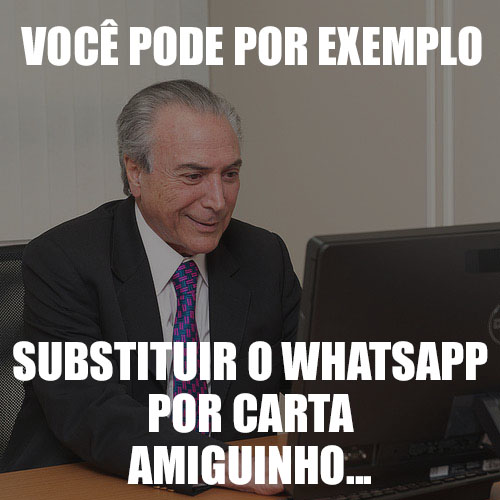 VOCÊ PODE POR EXEMPLO
SUBSTITUIR O WHATSAPP
POR CARTA
AMIGUINHO...